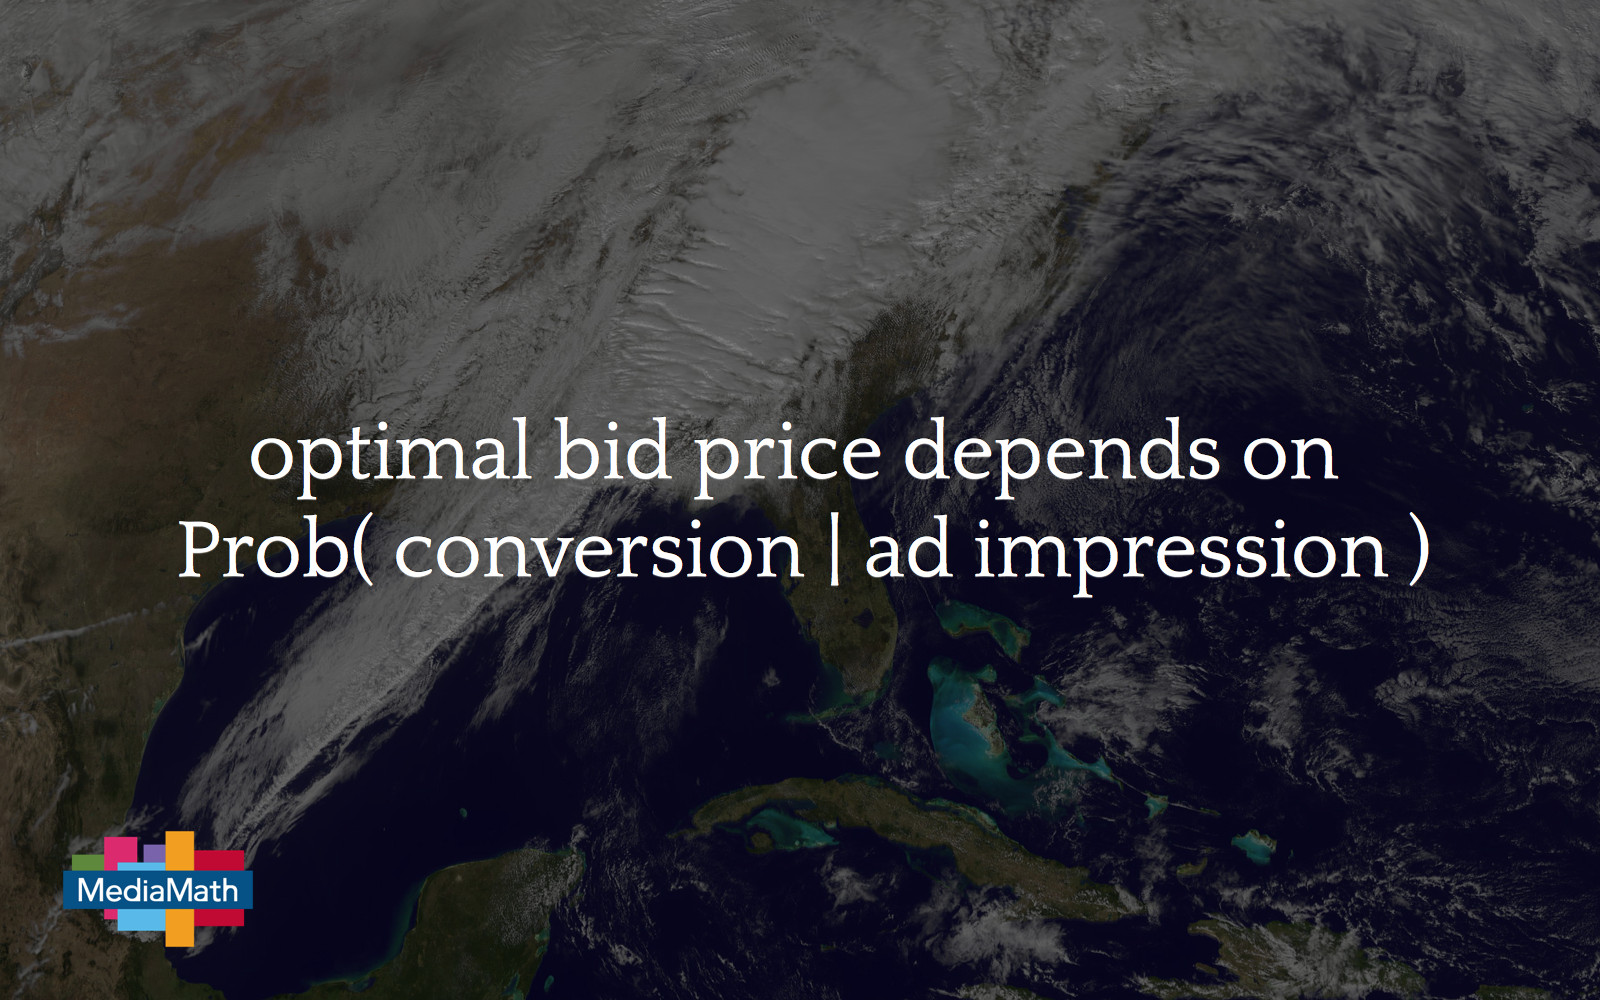 optimal bid price depends on
Prob( conversion | ad impression )
MediaMath